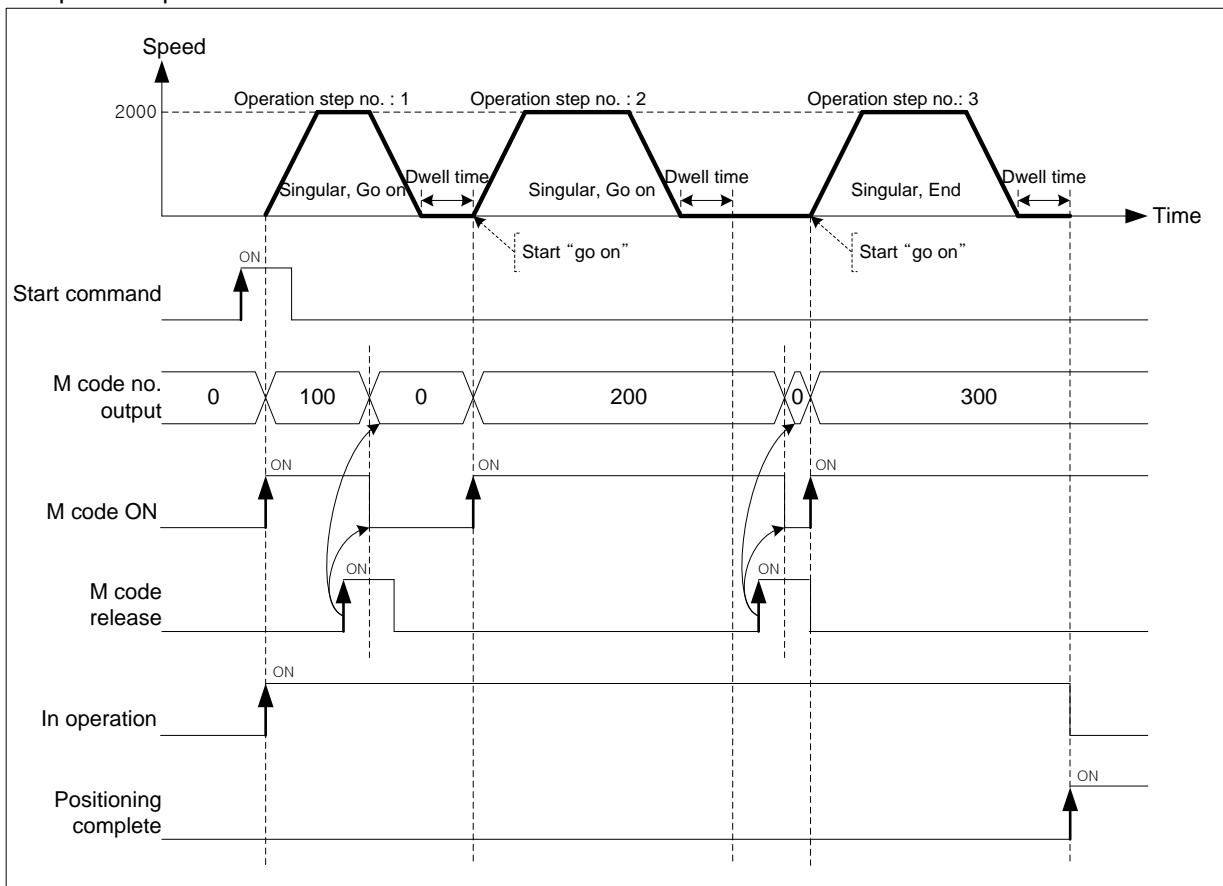 Speed
2000
Operation step no. : 1
Operation step no. : 2
Operation step no.: 3
Singular, Go on
Dwell time
Singular, Go on
Dwell time
Singular, End
Dwell time
Time
Start “go on”
Start “go on”
Start command
ON
M code no.
output
0
100
0
200
0
300
M code ON
ON
ON
ON
M code
release
ON
ON
In operation
ON
Positioning
complete
ON